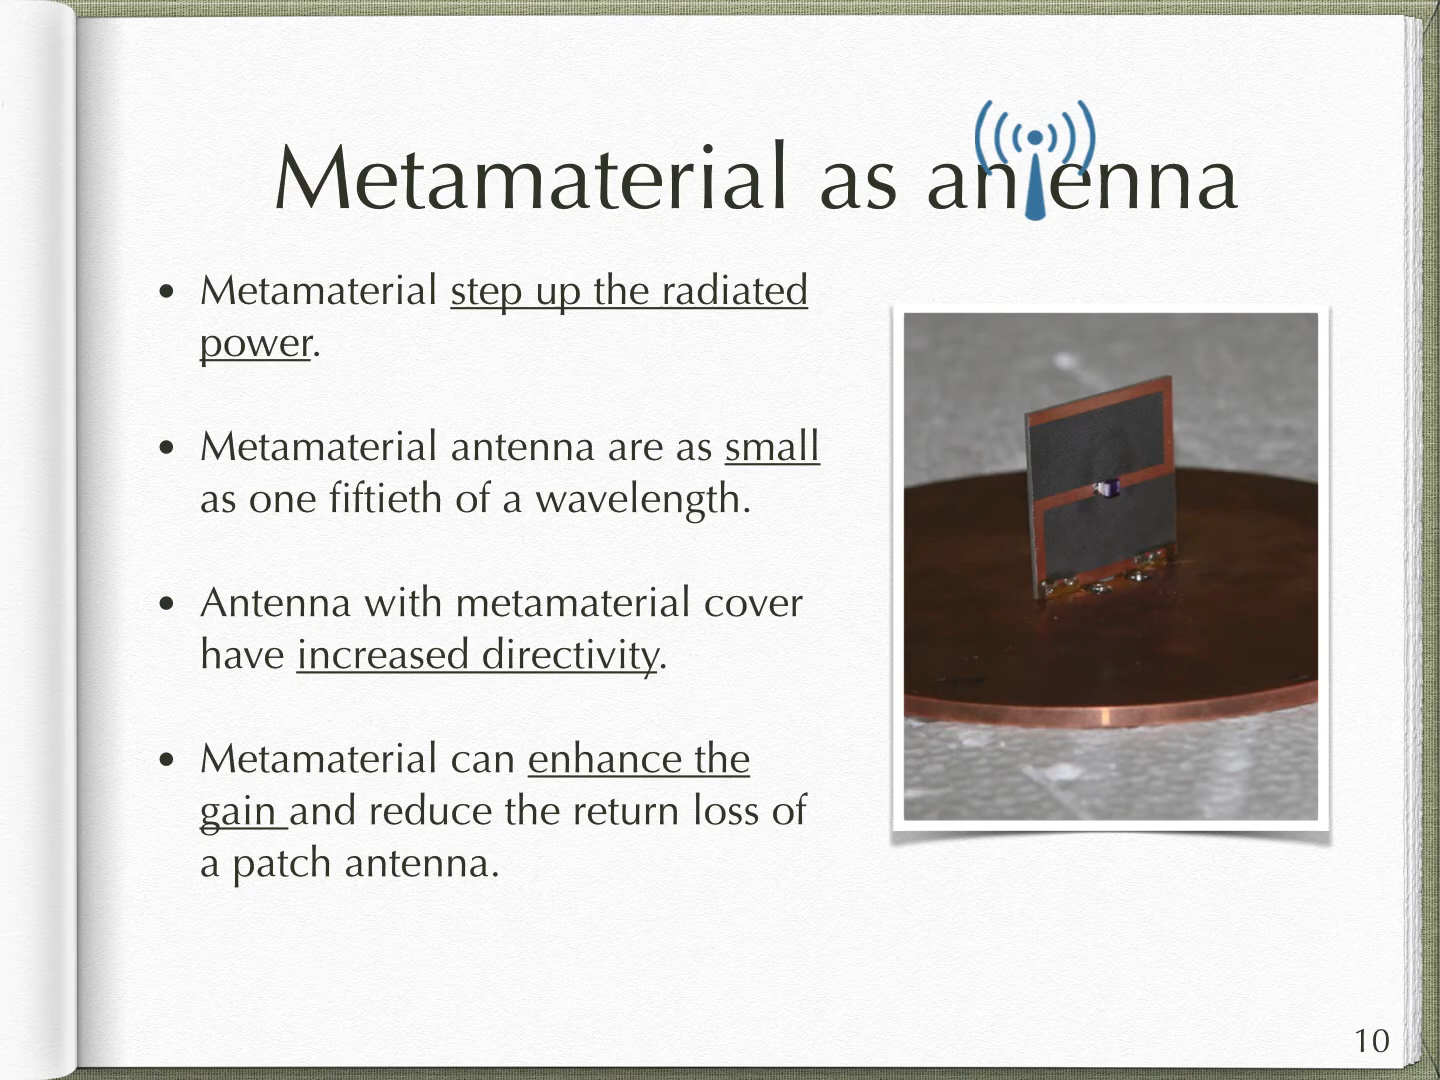 Metamaterial as an enna
• Metamaterial step up the radiated
power.
• Metamaterial antenna are as small
as one fiftieth of a wavelength.
• Antenna with metamaterial cover
have increased directivity.
• Metamaterial can enhance the
gain and reduce the return loss of
a patch antenna.
10